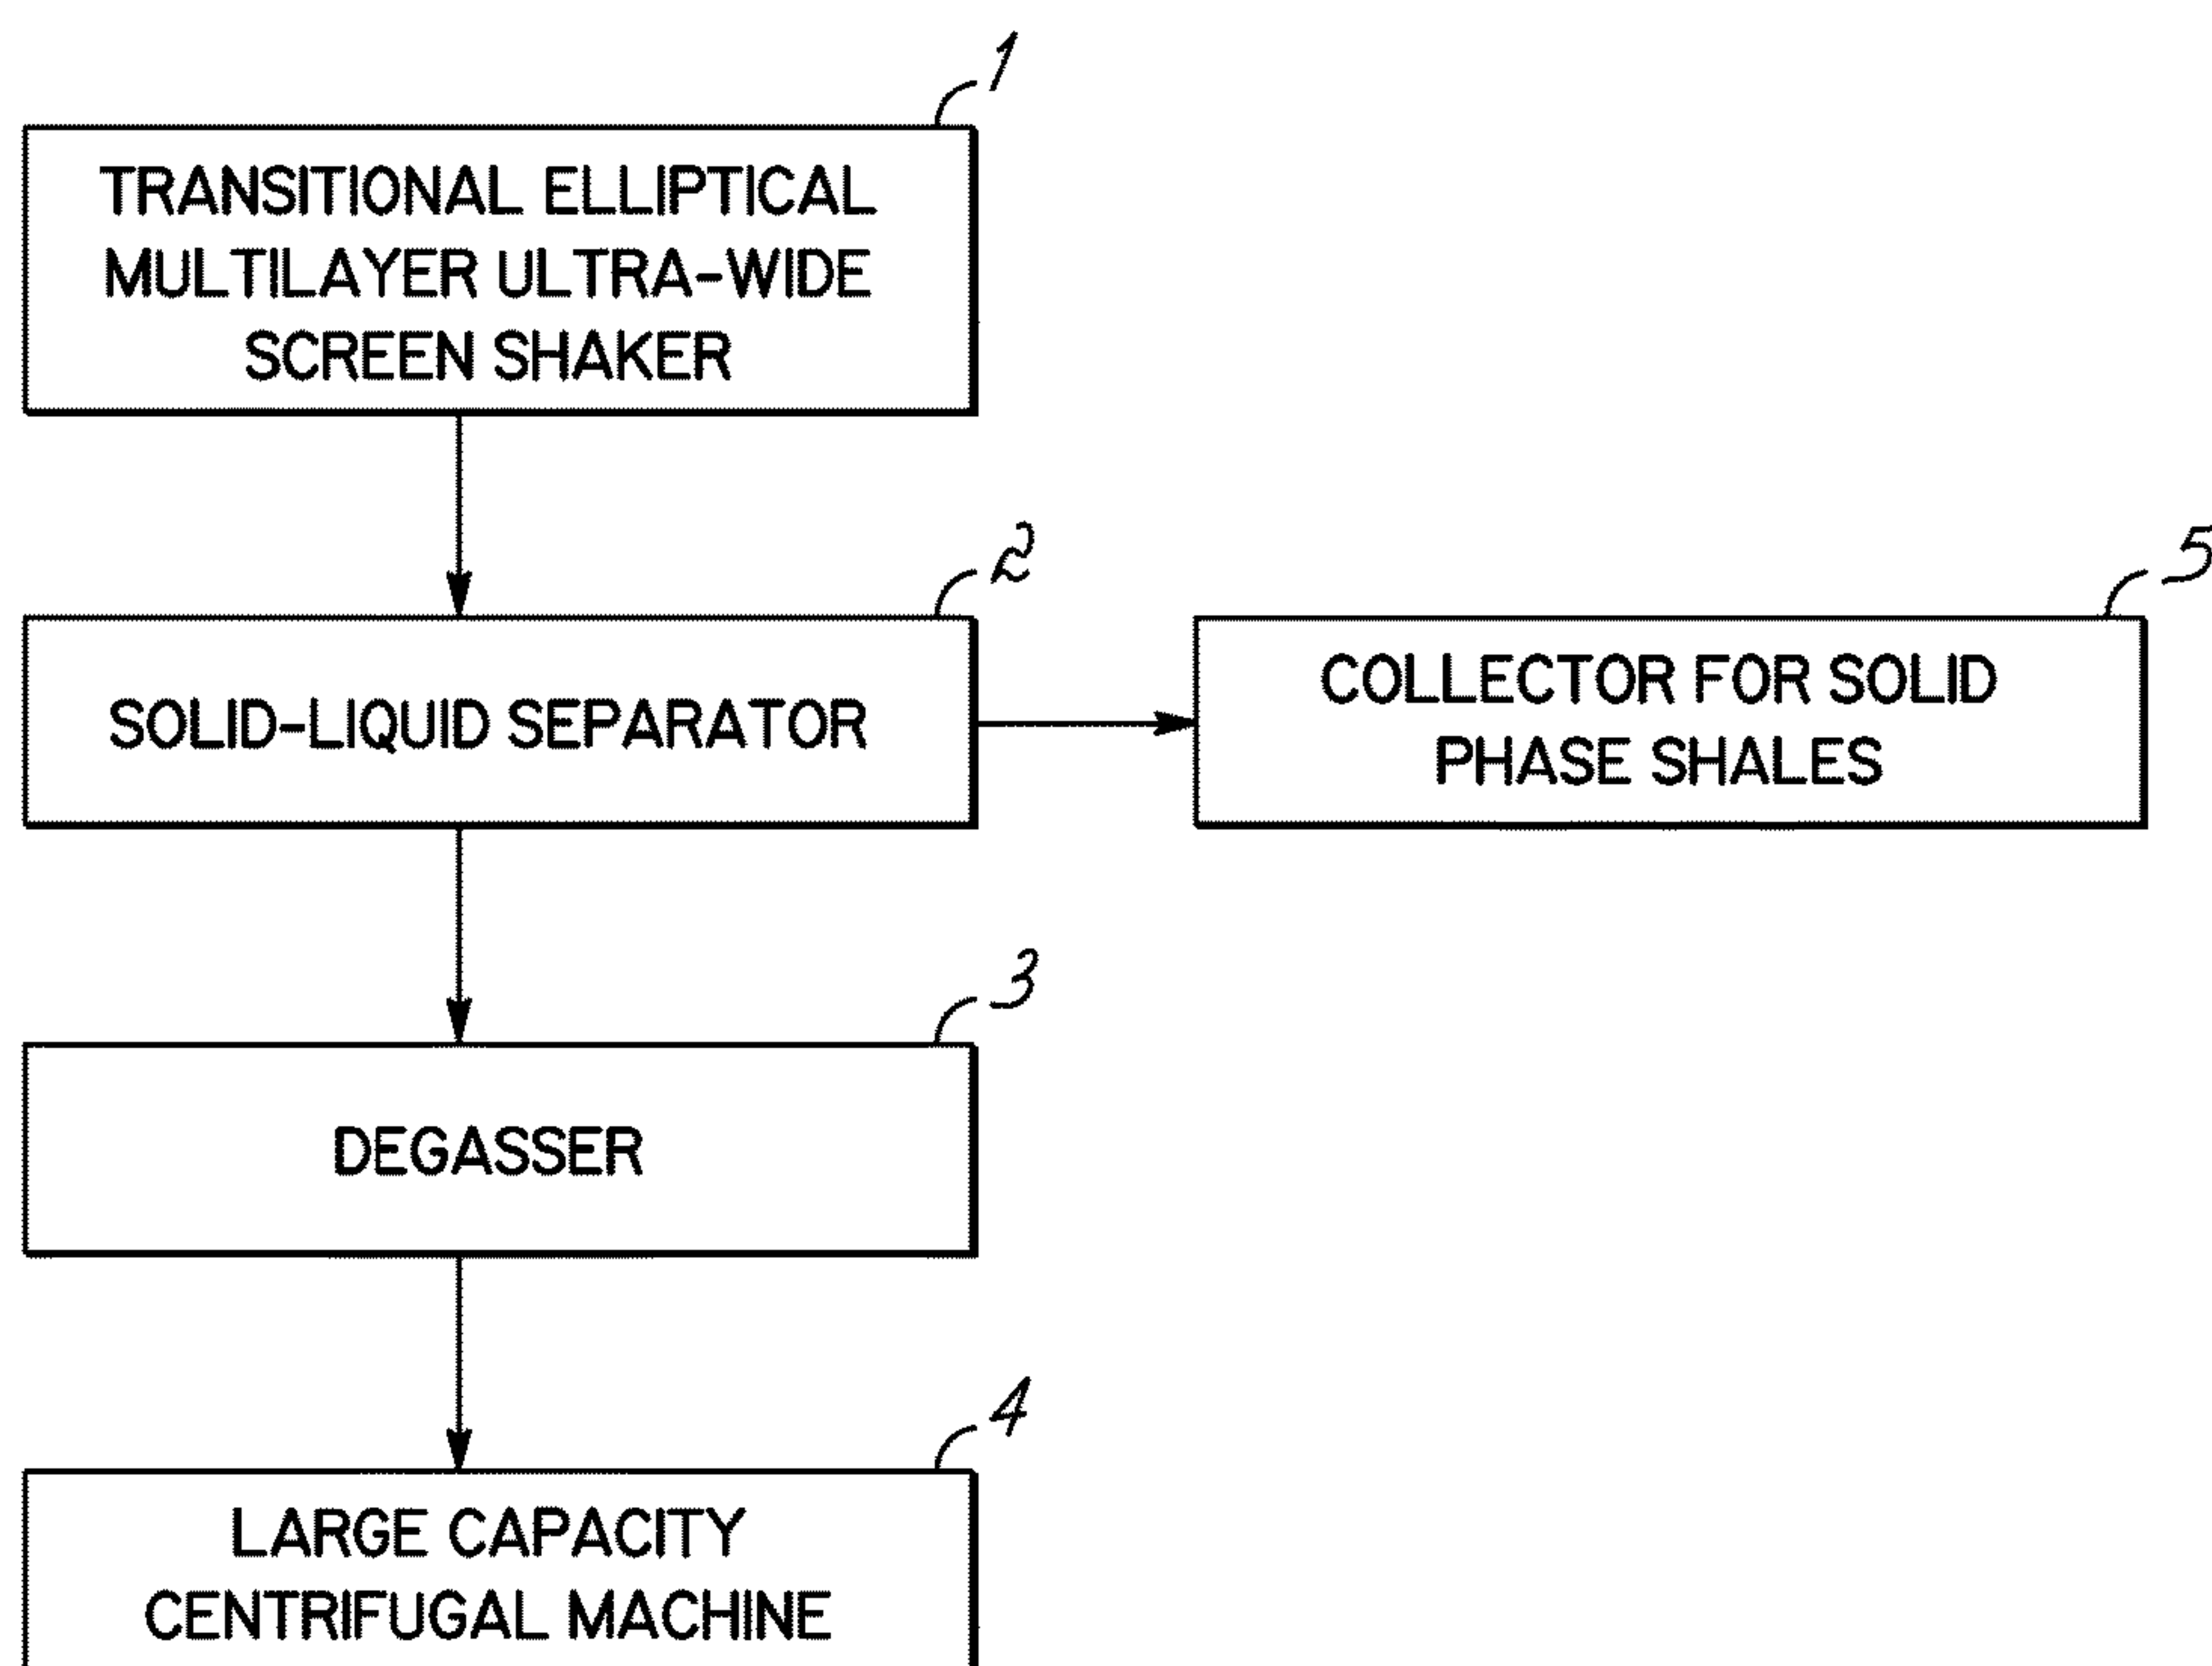 1
TRANSITIONAL ELLIPTICAL
MULTILAYER ULTRA-WIDE
SCREEN SHAKER
2
SOLID-LIQUID SEPARATOR
5
COLLECTOR FOR SOLID
PHASE SHALES
3
DEGASSER
4
LARGE CAPACITY
CENTRIFUGAL MACHINE